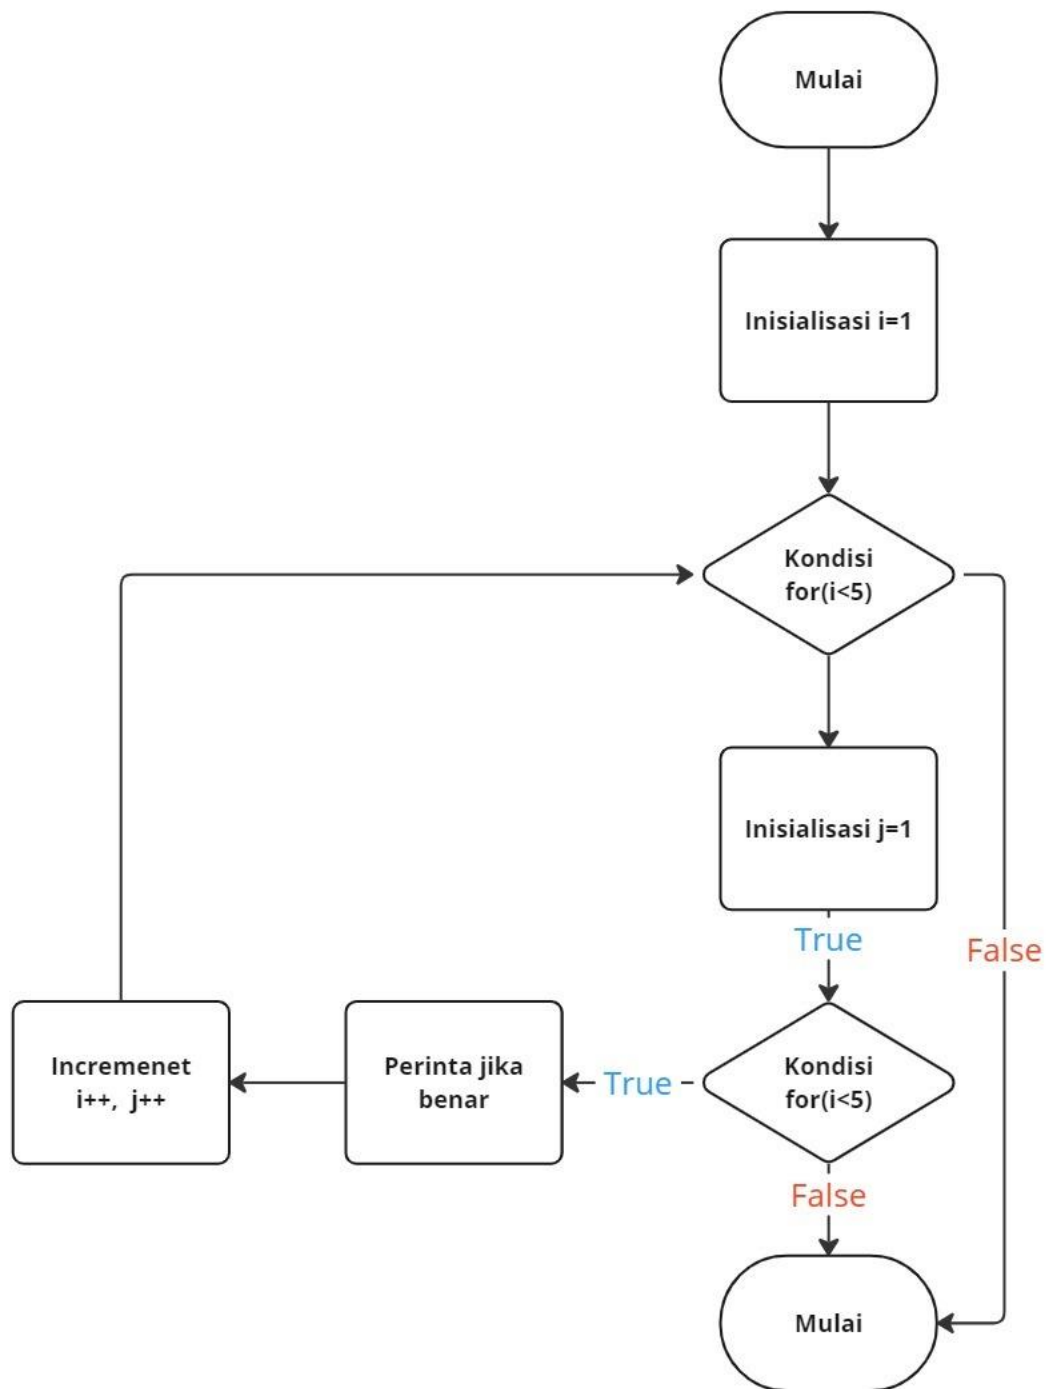 Mulai
Inisialisasi i=1
Kondisi
for(i<5)
Inisialisasi j=1
True
False
Kondisi
for(i<5)
True
Perinta jika
benar
Incremenet
i++, j++
False
Mulai